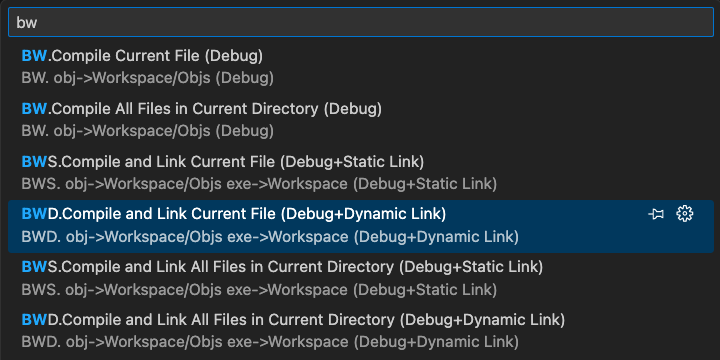 bw
BW.Compile Current File (Debug)
BW. obj->Workspace/Objs (Debug)
BW.Compile All Files in Current Directory (Debug)
BW. obj->Workspace/Objs (Debug)
BWS.Compile and Link Current File (Debug+Static Link)
BWS. obj->Workspace/Objs exe->Workspace (Debug+Static Link)
BWD.Compile and Link Current File (Debug+Dynamic Link)
BWD. obj->Workspace/Objs exe->Workspace (Debug+Dynamic Link)
BWS.Compile and Link All Files in Current Directory (Debug+Static Link)
BWS. obj->Workspace/Objs exe->Workspace (Debug+Static Link)
BWD.Compile and Link All Files in Current Directory (Debug+Dynamic Link)
BWD. obj->Workspace/Objs exe->Workspace (Debug+Dynamic Link)